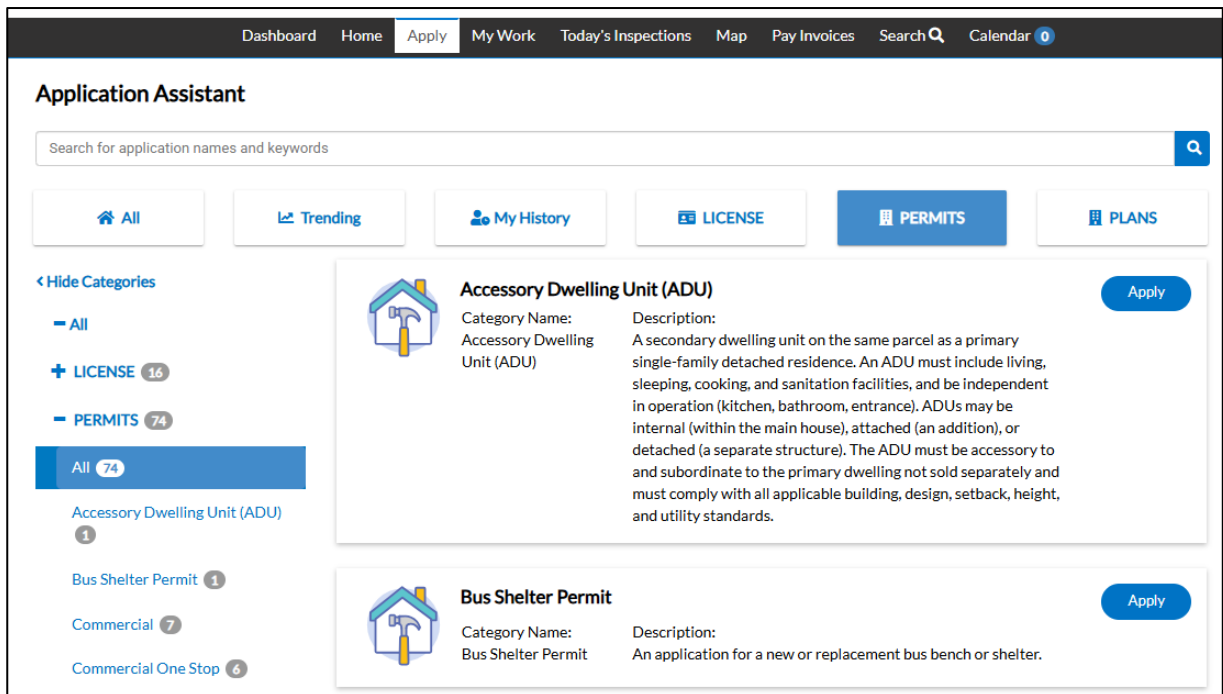 Dashboard Home Apply My Work Today's Inspections Map Pay Invoices Search Calendar 0
Application Assistant
Search for application names and keywords
All Trending My History LICENSE PERMITS PLANS
Hide Categories
All
LICENSE 16
PERMITS 74
All 74
Accessory Dwelling Unit (ADU)
1
Bus Shelter Permit 1
Commercial 7
Commercial One Stop 6
Accessory Dwelling Unit (ADU)
Apply
Category Name:
Accessory Dwelling
Unit (ADU)
Description:
A secondary dwelling unit on the same parcel as a primary
single-family detached residence. An ADU must include living,
sleeping, cooking, and sanitation facilities, and be independent
in operation (kitchen, bathroom, entrance). ADUs may be
internal (within the main house), attached (an addition), or
detached (a separate structure). The ADU must be accessory to
and subordinate to the primary dwelling not sold separately and
must comply with all applicable building, design, setback, height,
and utility standards.
Bus Shelter Permit
Apply
Category Name:
Bus Shelter Permit
Description:
An application for a new or replacement bus bench or shelter.